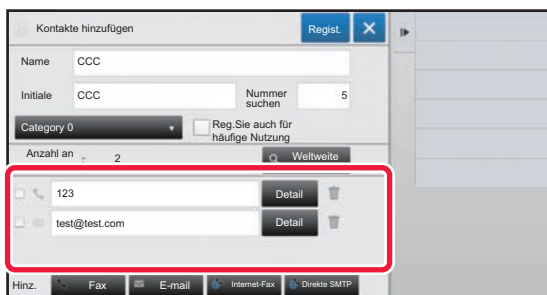 Kontakte hinzufügen Regist.
Name CCC
Initiale CCC Nummer suchen 5
Category 0 Reg.Sie auch für häufige Nutzung
Anzahl an : 2 Weltweite
123 Detail
test@test.com Detail
Hinz. Fax E-mail Internet-Fax Direkte SMTP